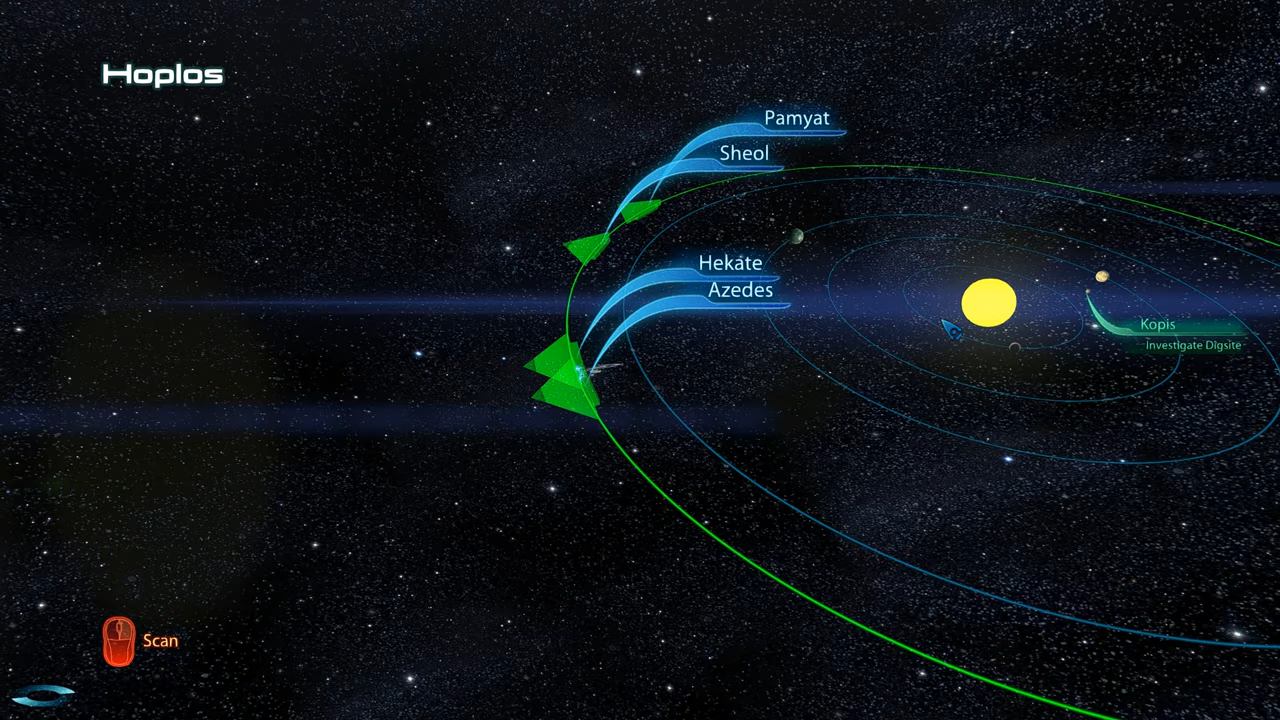 Hoplos
Pamyat
Sheol
Hekate
Azedes
Kopis
Investigate Digsite
Scan